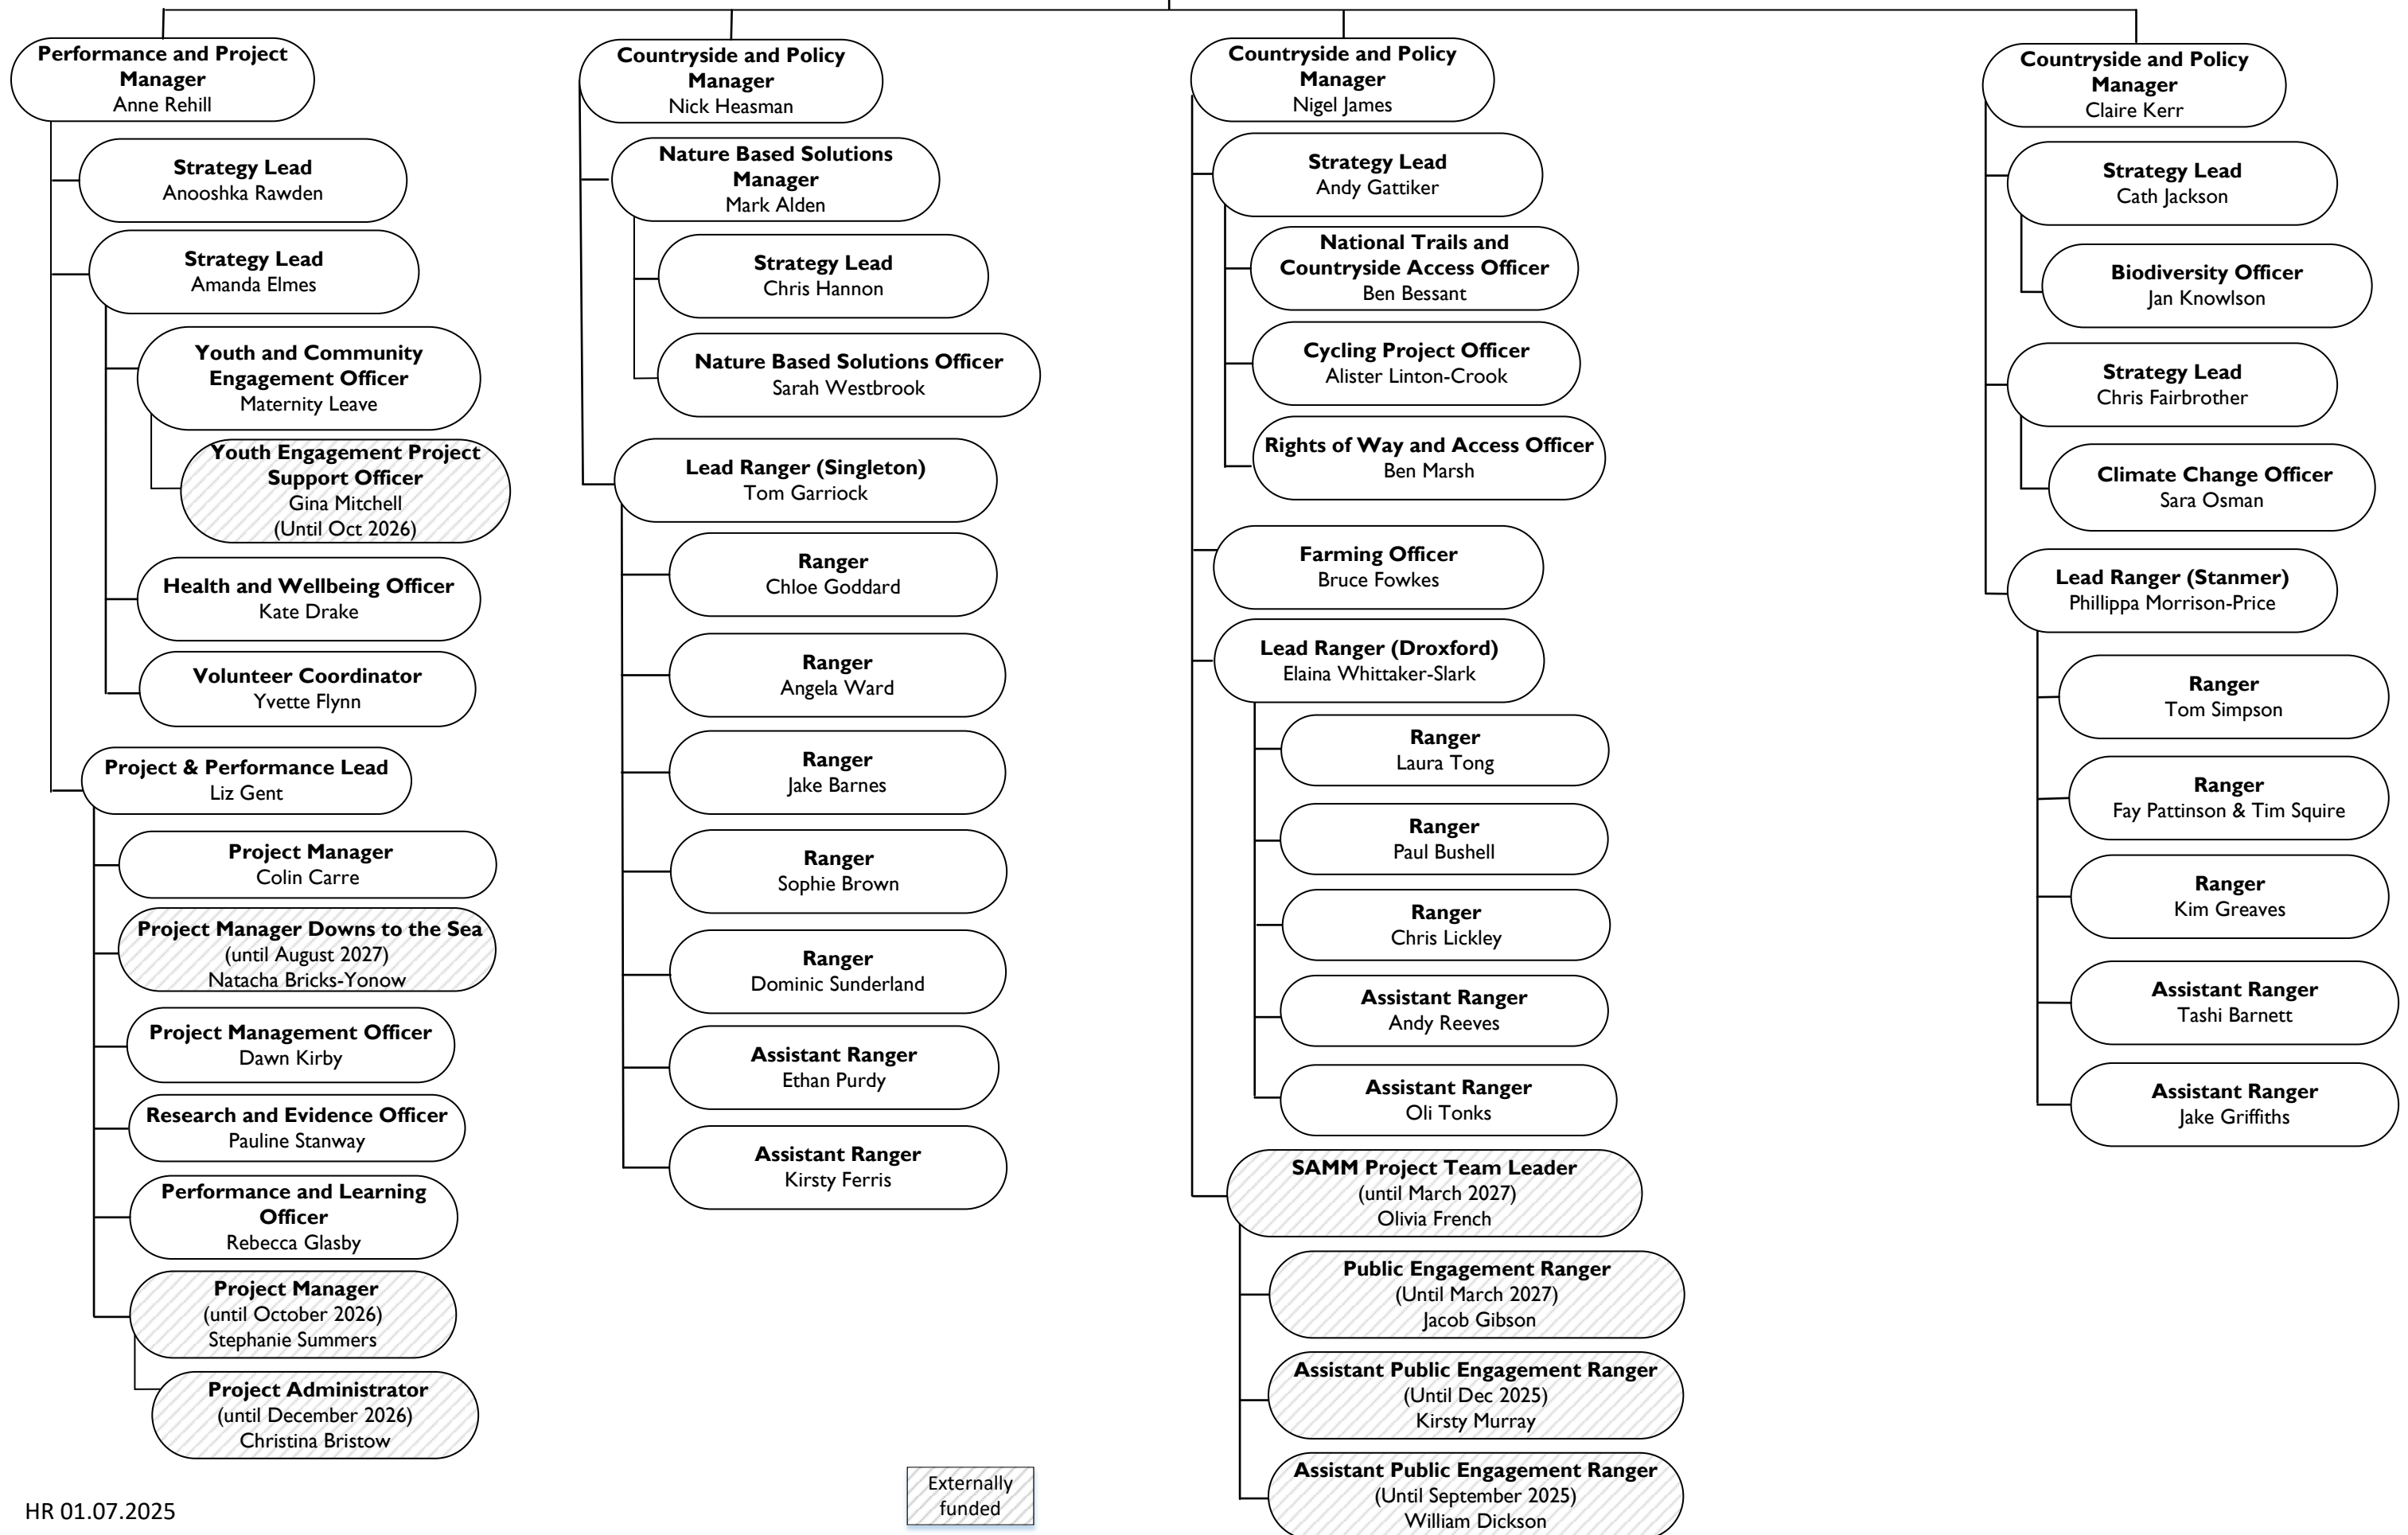 Performance and Project
Manager
Anne Rehill
Strategy Lead
Anooshka Rawden
Strategy Lead
Amanda Elmes
Youth and Community
Engagement Officer
Maternity Leave
Youth Engagement Project
Support Officer
Gina Mitchell
(Until Oct 2026)
Health and Wellbeing Officer
Kate Drake
Volunteer Coordinator
Yvette Flynn
Project & Performance Lead
Liz Gent
Project Manager
Colin Carre
Project Manager Downs to the Sea
(until August 2027)
Natacha Bricks-Yonow
Project Management Officer
Dawn Kirby
Research and Evidence Officer
Pauline Stanway
Performance and Learning
Officer
Rebecca Glasby
Project Manager
(until October 2026)
Stephanie Summers
Project Administrator
(until December 2026)
Christina Bristow
Countryside and Policy
Manager
Nick Heasman
Nature Based Solutions
Manager
Mark Alden
Strategy Lead
Chris Hannon
Nature Based Solutions Officer
Sarah Westbrook
Lead Ranger (Singleton)
Tom Garriock
Ranger
Chloe Goddard
Ranger
Angela Ward
Ranger
Jake Barnes
Ranger
Sophie Brown
Ranger
Dominic Sunderland
Assistant Ranger
Ethan Purdy
Assistant Ranger
Kirsty Ferris
Countryside and Policy
Manager
Nigel James
Strategy Lead
Andy Gattiker
National Trails and
Countryside Access Officer
Ben Bessant
Cycling Project Officer
Alister Linton-Crook
Rights of Way and Access Officer
Ben Marsh
Farming Officer
Bruce Fowkes
Lead Ranger (Droxford)
Elaina Whittaker-Slark
Ranger
Laura Tong
Ranger
Paul Bushell
Ranger
Chris Lickley
Assistant Ranger
Andy Reeves
Assistant Ranger
Oli Tonks
SAMM Project Team Leader
(until March 2027)
Olivia French
Public Engagement Ranger
(Until March 2027)
Jacob Gibson
Assistant Public Engagement Ranger
(Until Dec 2025)
Kirsty Murray
Assistant Public Engagement Ranger
(Until September 2025)
William Dickson
Countryside and Policy
Manager
Claire Kerr
Strategy Lead
Cath Jackson
Biodiversity Officer
Jan Knowlson
Strategy Lead
Chris Fairbrother
Climate Change Officer
Sara Osman
Lead Ranger (Stanmer)
Phillippa Morrison-Price
Ranger
Tom Simpson
Ranger
Fay Pattinson & Tim Squire
Ranger
Kim Greaves
Assistant Ranger
Tashi Barnett
Assistant Ranger
Jake Griffiths
Externally
funded
HR 01.07.2025